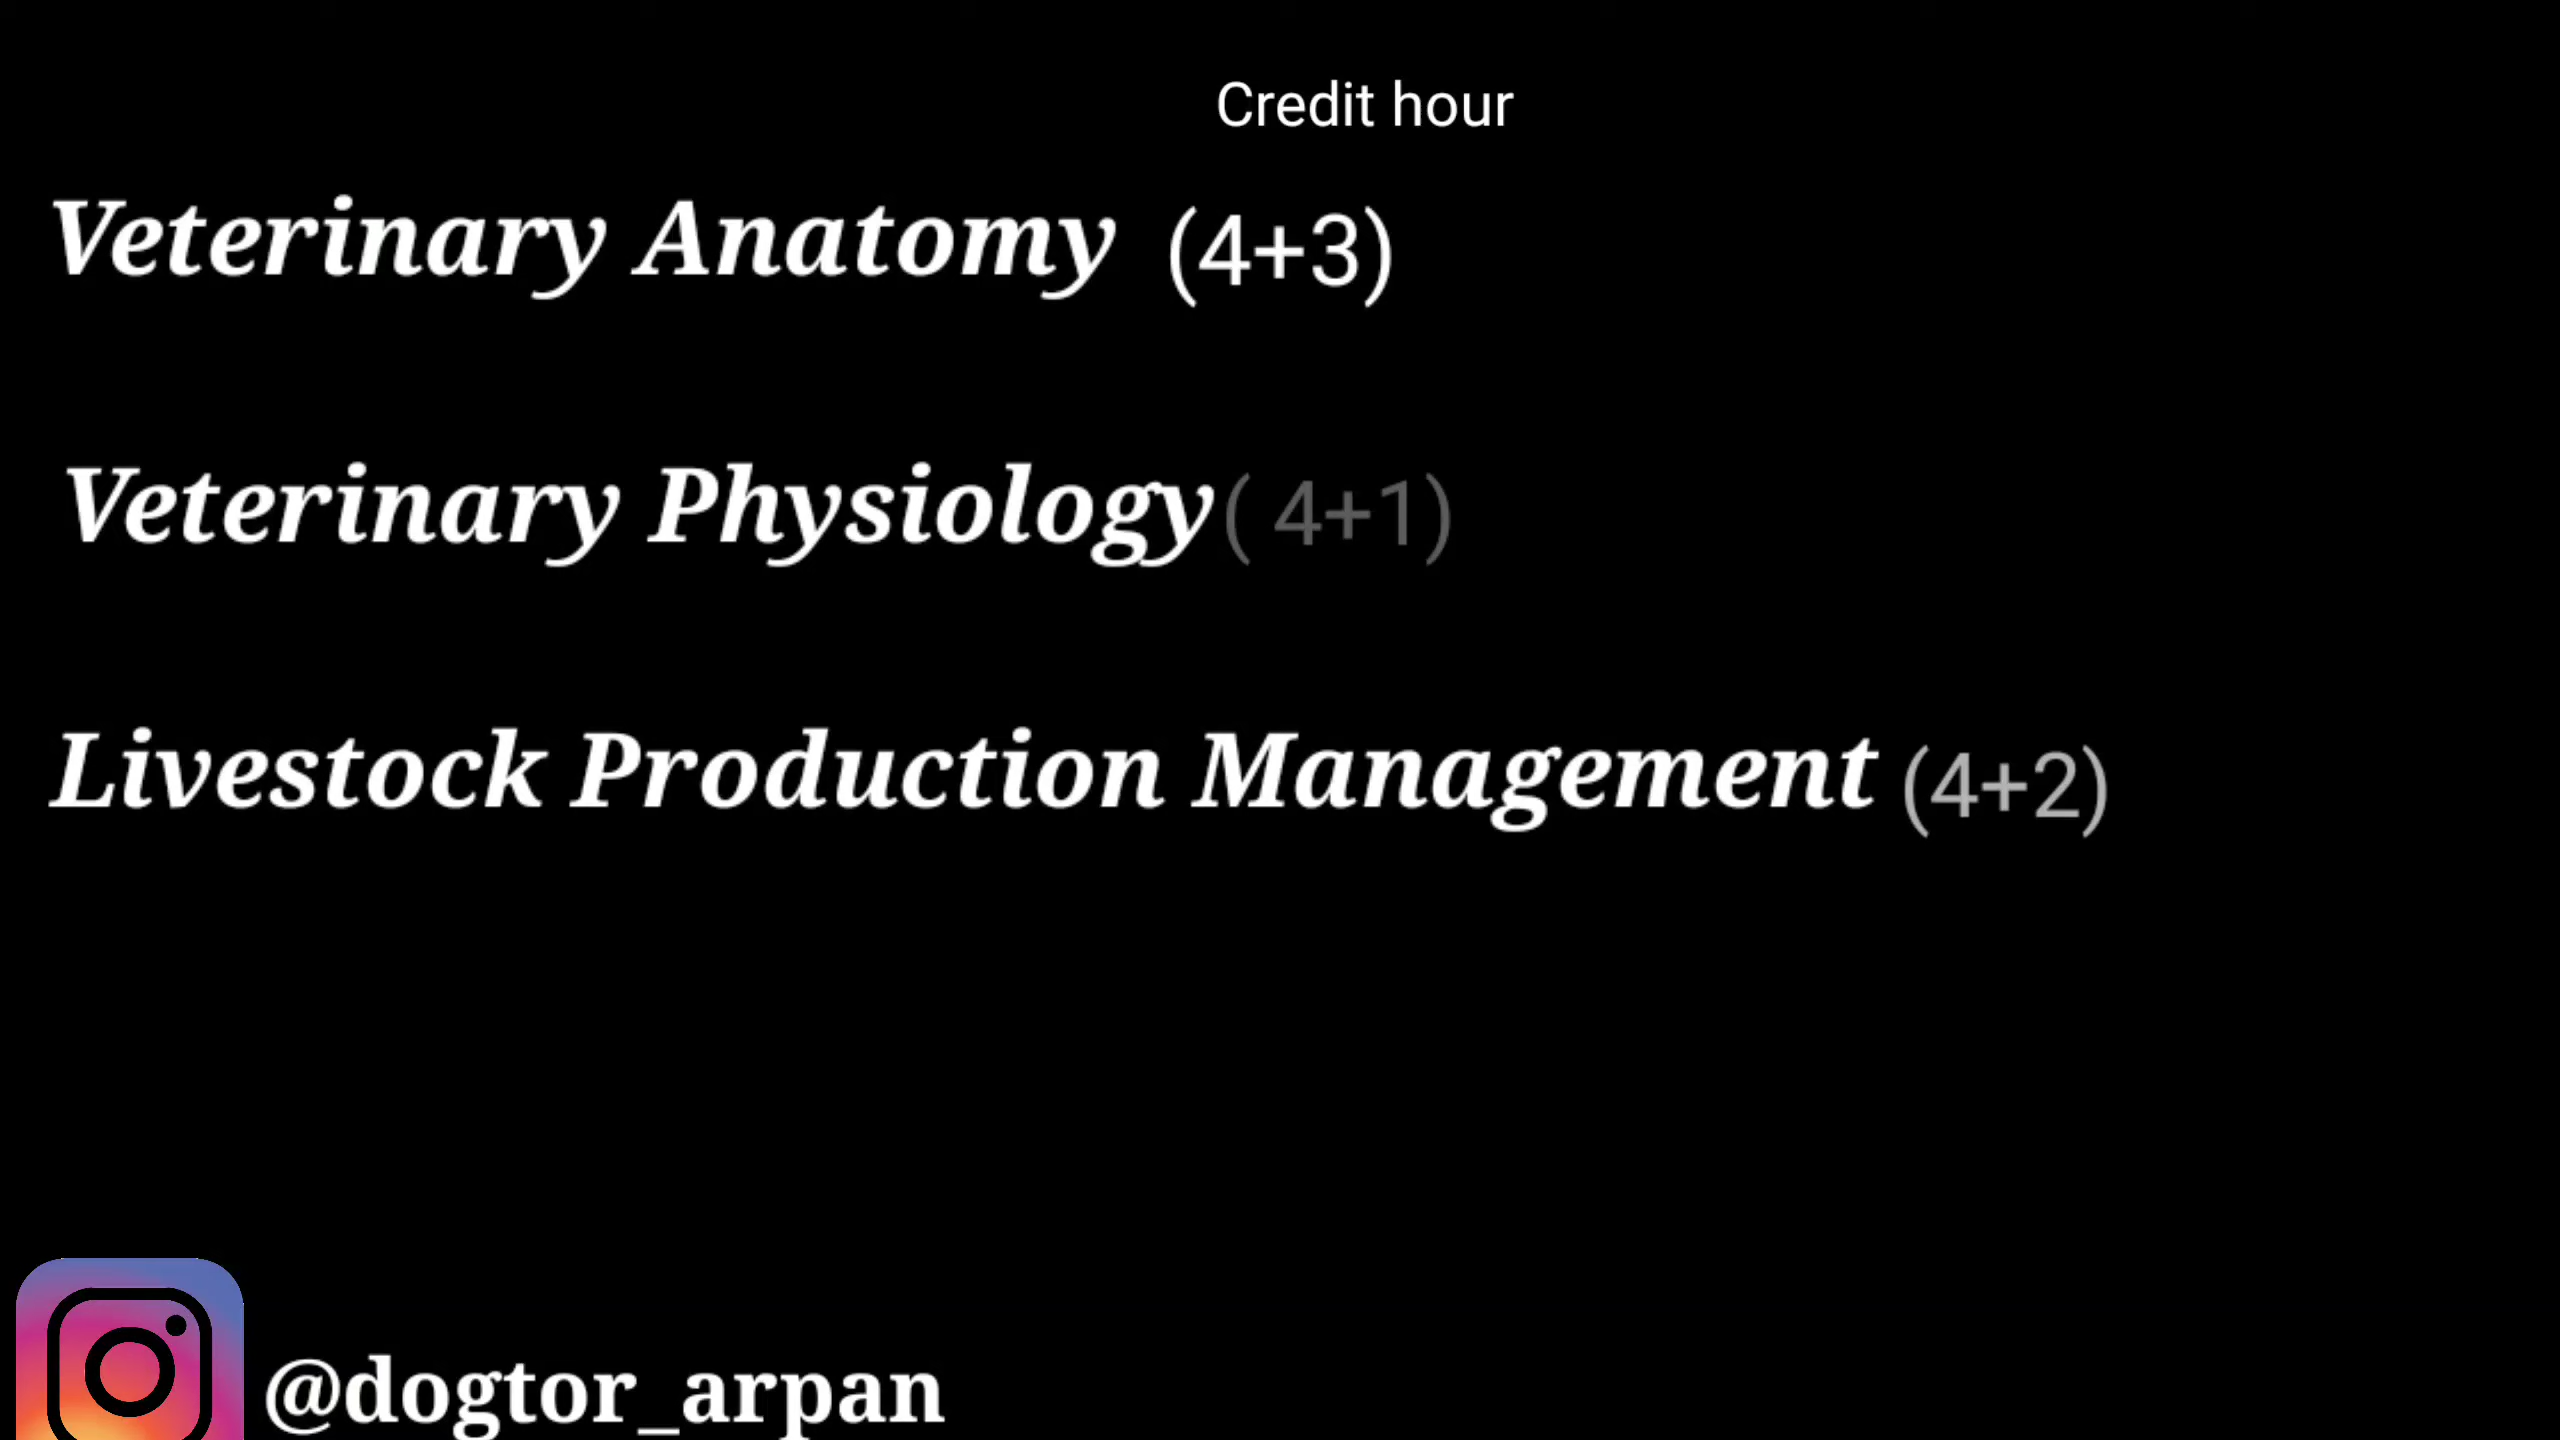 Credit hour
Veterinary Anatomy (4+3)
Veterinary Physiology( 4+1)
Livestock Production Management (4+2)
@dogtor_arpan